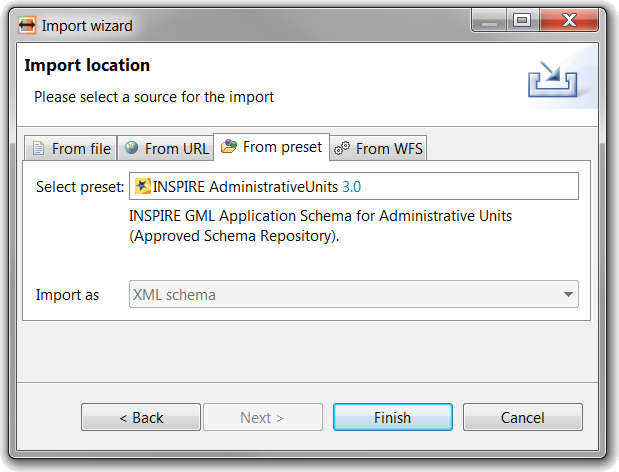 Import wizard
Import location
Please select a source for the import
From file From URL From preset From WFS
Select preset: INSPIRE AdministrativeUnits 3.0
INSPIRE GML Application Schema for Administrative Units
(Approved Schema Repository).
Import as XML schema
< Back Next > Finish Cancel